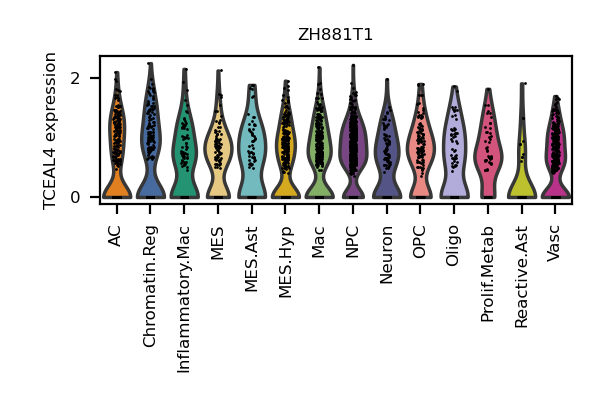 ZH881T1
TCEAL4 expression
2
0
AC
Chromatin.Reg
Inflammatory.Mac
MES
MES.Ast
MES.Hyp
Mac
NPC
Neuron
OPC
Oligo
Prolif.Metab
Reactive.Ast
Vasc